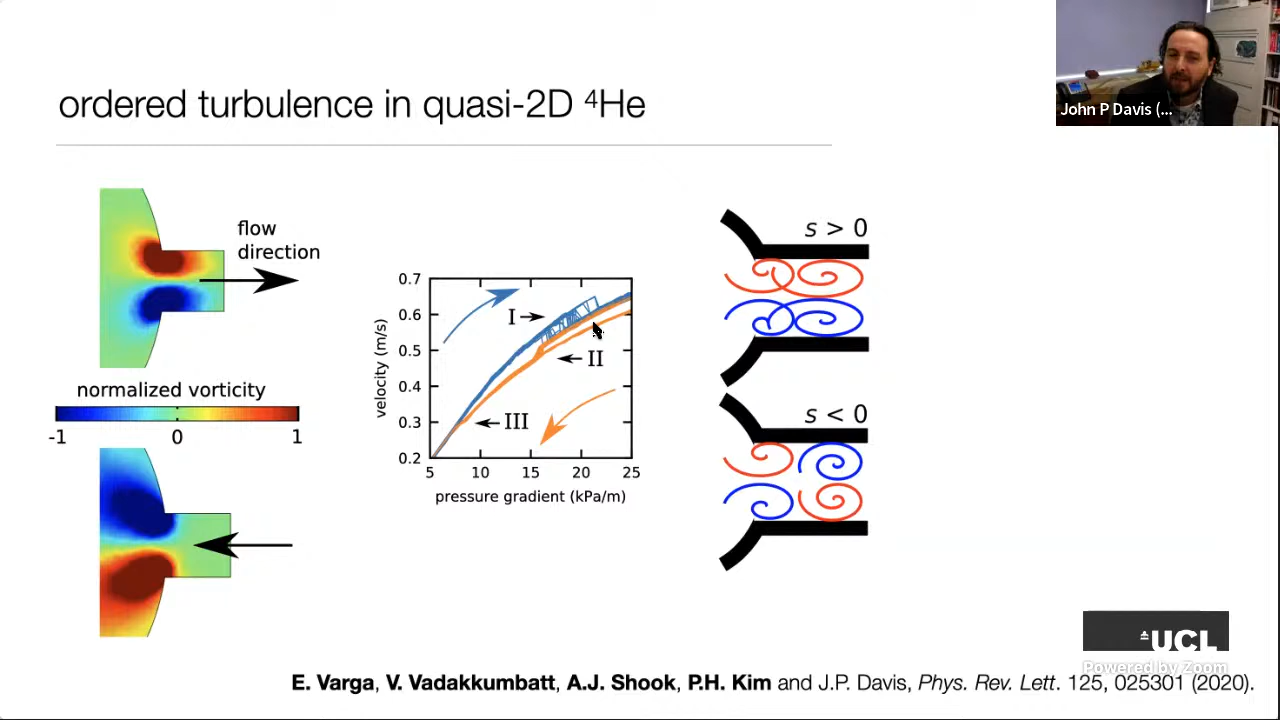 ordered turbulence in quasi-2D ⁴He
John P Davis (...
flow
direction
normalized vorticity
-1 0 1
0.7
0.6
0.5
0.4
0.3
0.2
velocity (m/s)
I
II
III
5 10 15 20 25
pressure gradient (kPa/m)
s > 0
s < 0
UCL
Powered by Zoom
E. Varga, V. Vadakkumbatt, A.J. Shook, P.H. Kim and J.P. Davis, Phys. Rev. Lett. 125, 025301 (2020).